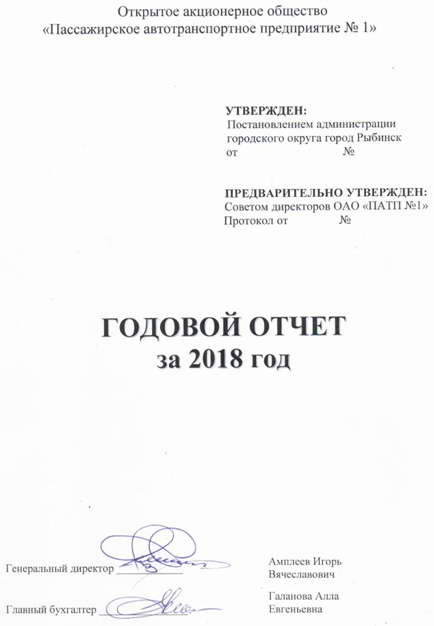 Открытое акционерное общество
«Пассажирское автотранспортное предприятие № 1»
УТВЕРЖДЕН:
Постановлением администрации
городского округа город Рыбинск
от №
ПРЕДВАРИТЕЛЬНО УТВЕРЖДЕН:
Советом директоров ОАО «ПАТП №1»
Протокол от №
ГОДОВОЙ ОТЧЕТ
за 2018 год
Генеральный директор Амплеев Игорь
Вячеславович
Главный бухгалтер Галанова Алла
Евгеньевна